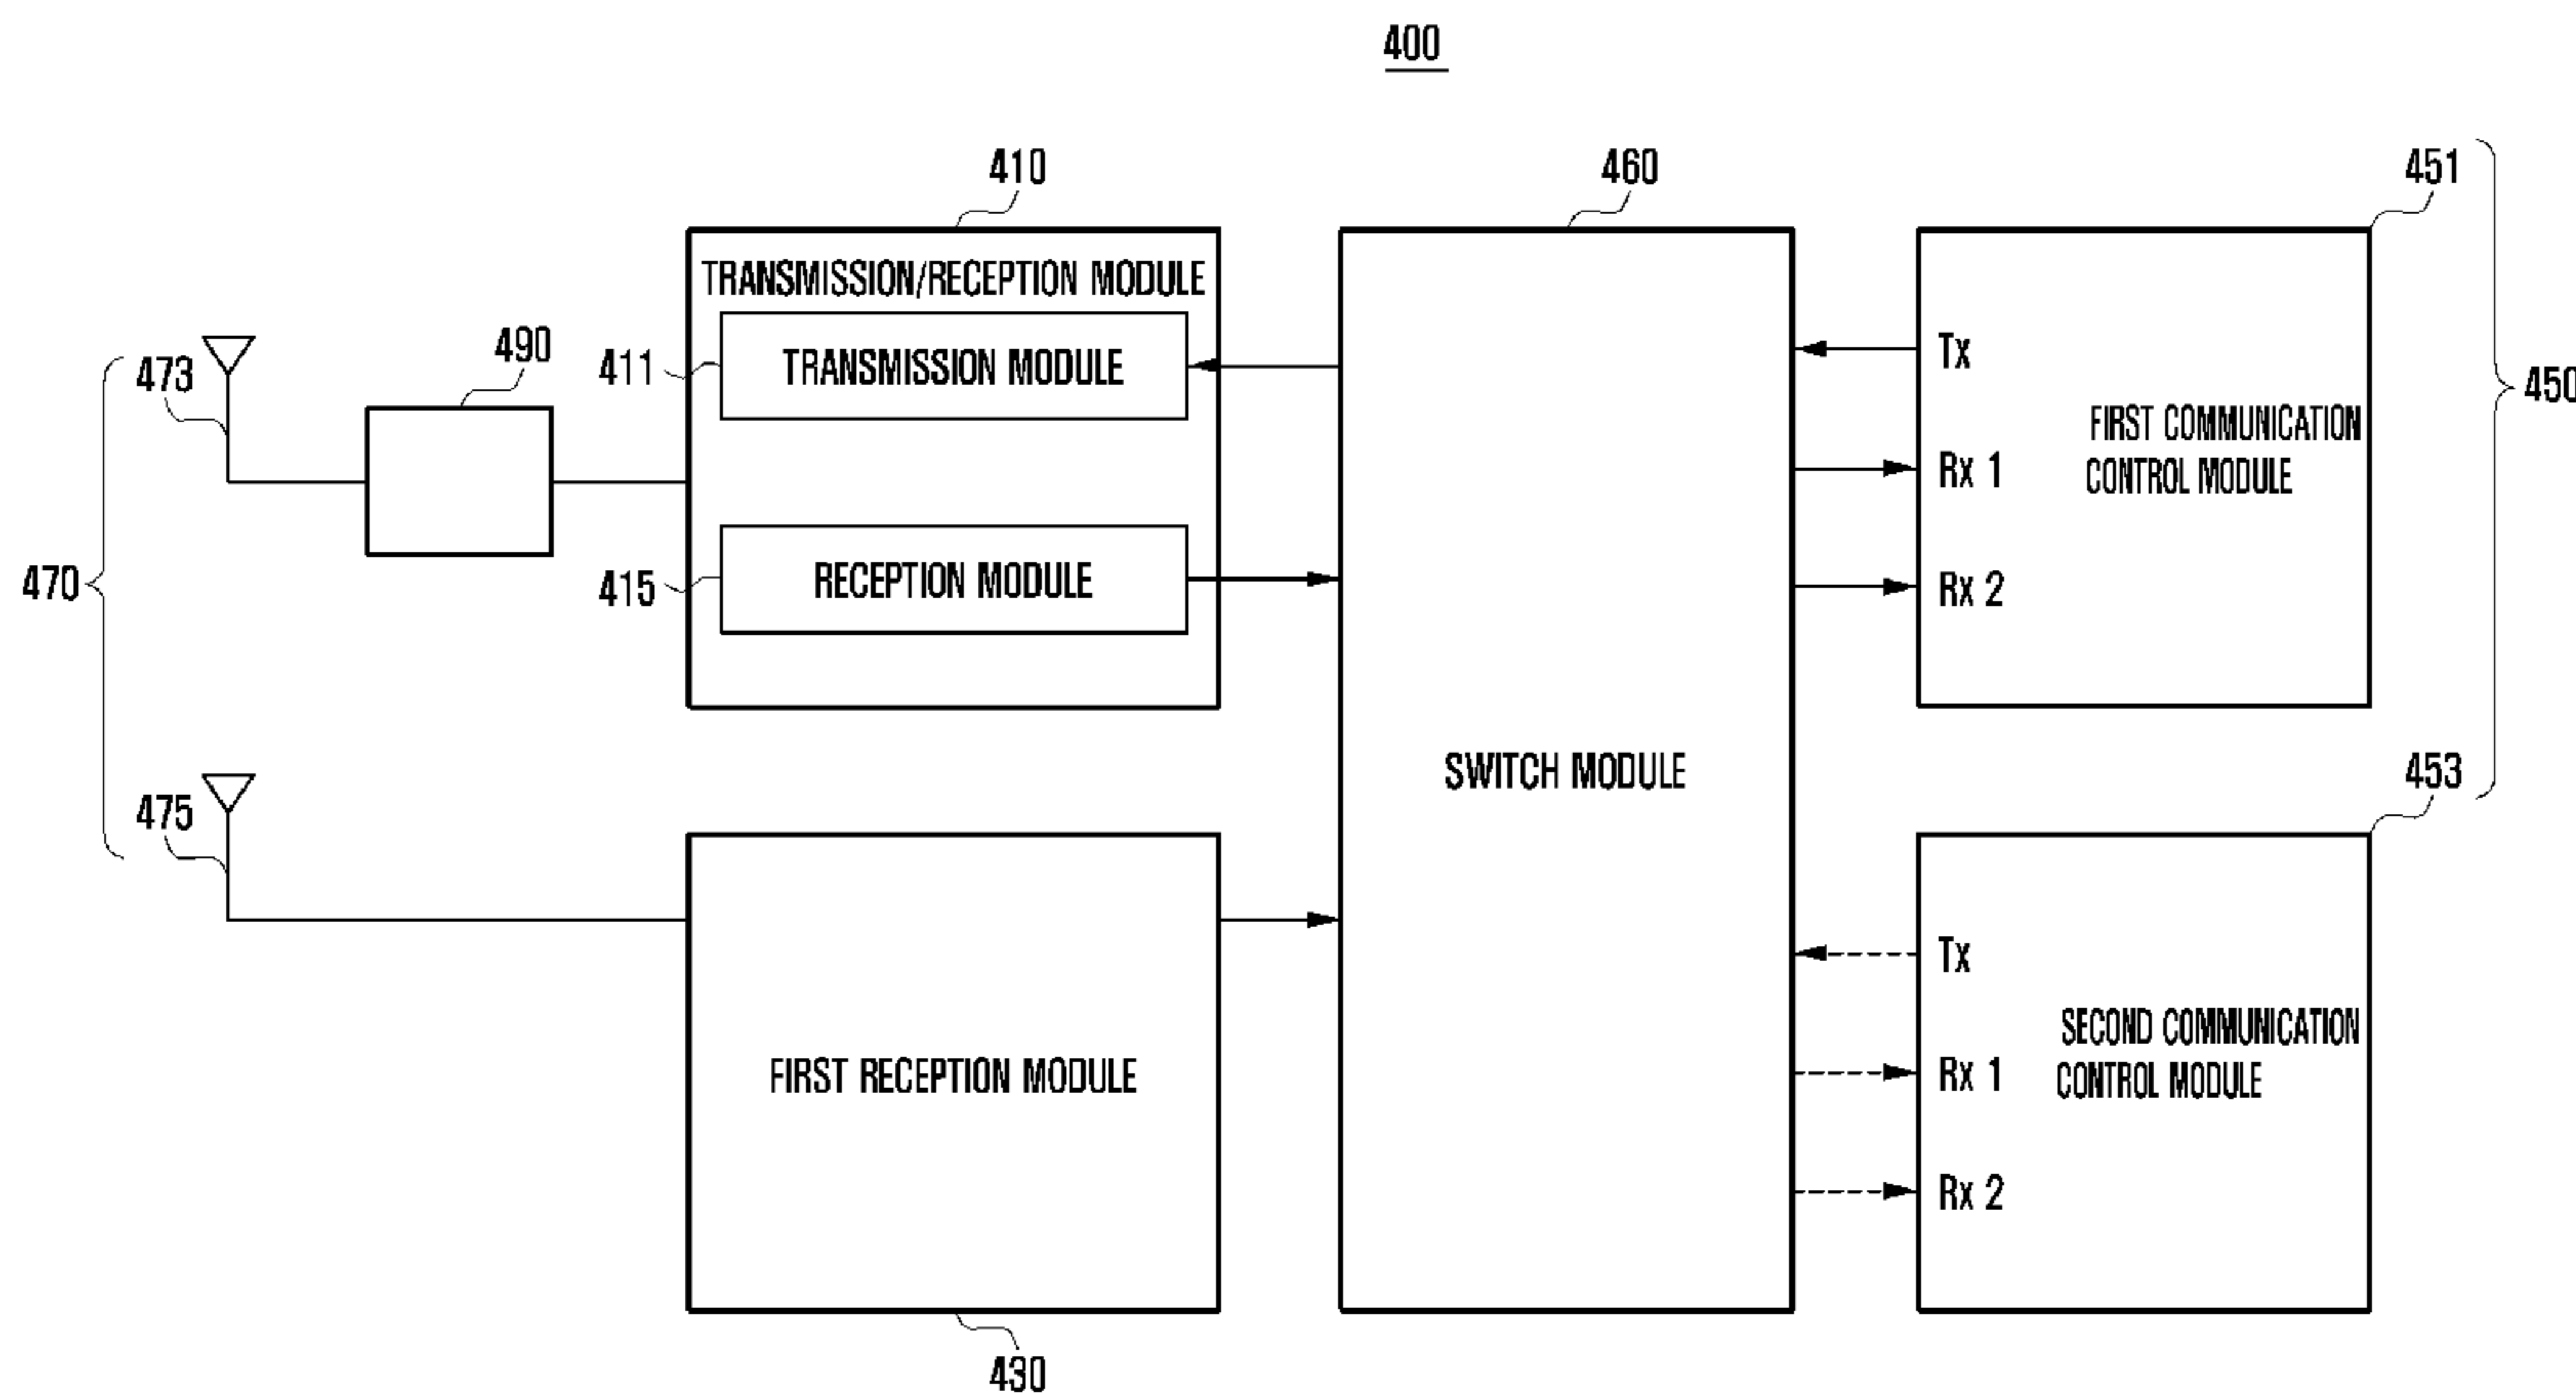 400
410
460
451
TRANSMISSION/RECEPTION MODULE
490
473
411
TRANSMISSION MODULE
Tx
450
FIRST COMMUNICATION
CONTROL MODULE
Rx 1
470
415
RECEPTION MODULE
Rx 2
SWITCH MODULE
453
475
Tx
SECOND COMMUNICATION
CONTROL MODULE
FIRST RECEPTION MODULE
Rx 1
Rx 2
430